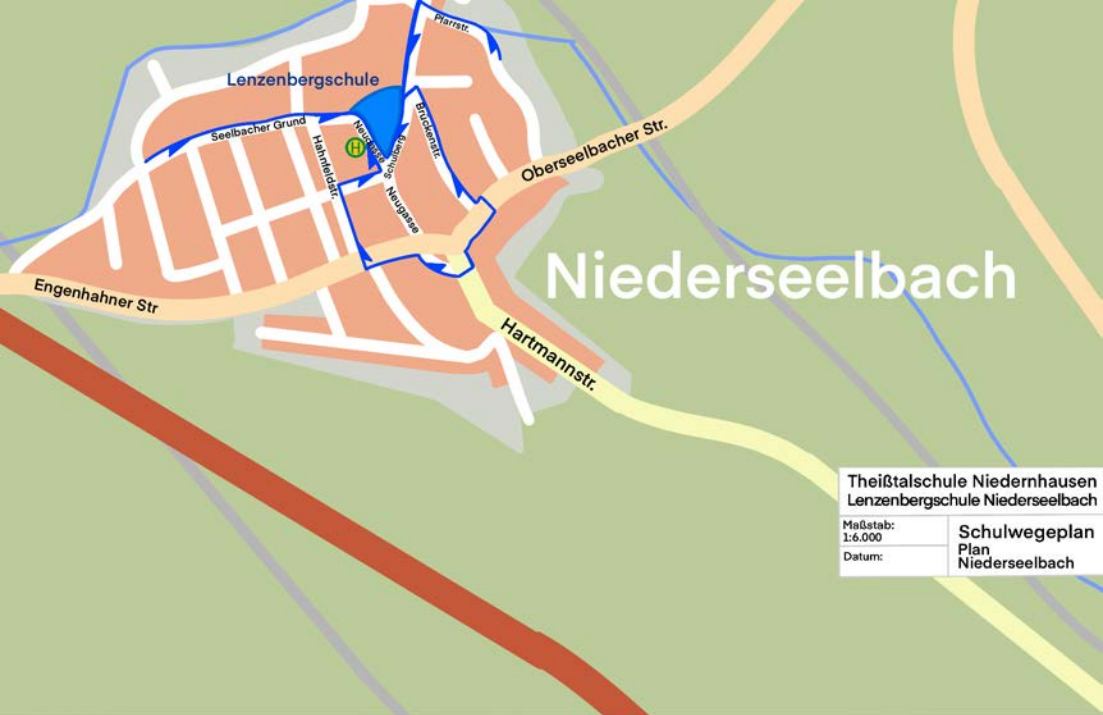 Pfarrstr.
Lenzenbergschule
Seelbacher Grund
Hahnfeldstr.
H
Neugasse
Schulberg
Brückenstr.
Neugasse
Oberseelbacher Str.
Engenhahner Str
Niederseelbach
Hartmannstr.
Theißtalschule Niedernhausen
Lenzenbergschule Niederseelbach
Maßstab:
1:6.000
Datum:
Schulwegeplan
Plan
Niederseelbach